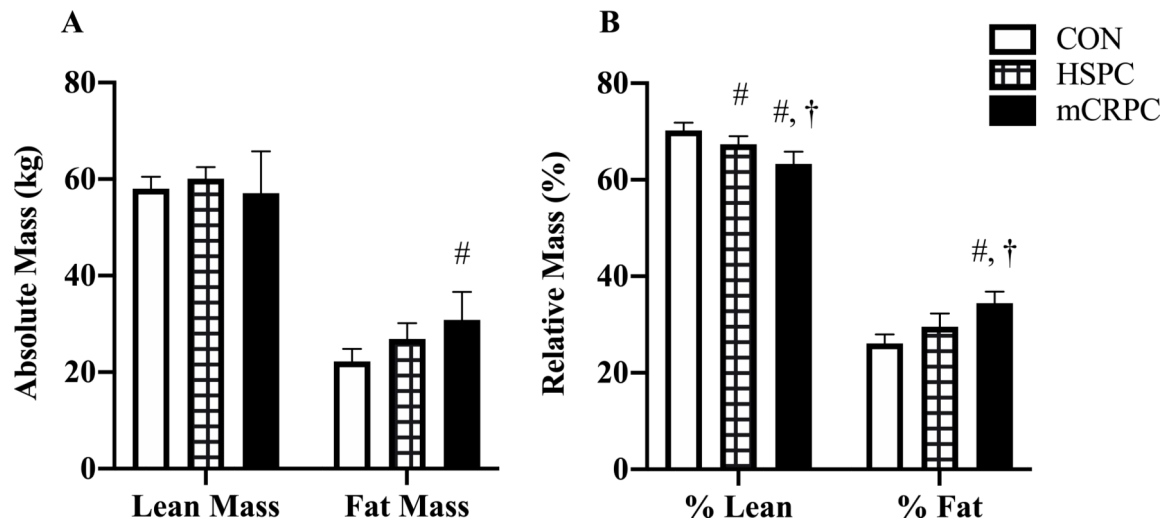 A
Absolute Mass (kg)
80
60
40
20
0
#
Lean Mass
Fat Mass
B
Relative Mass (%)
80
60
40
20
0
#
#, †
#, †
% Lean
% Fat
CON
HSPC
mCRPC